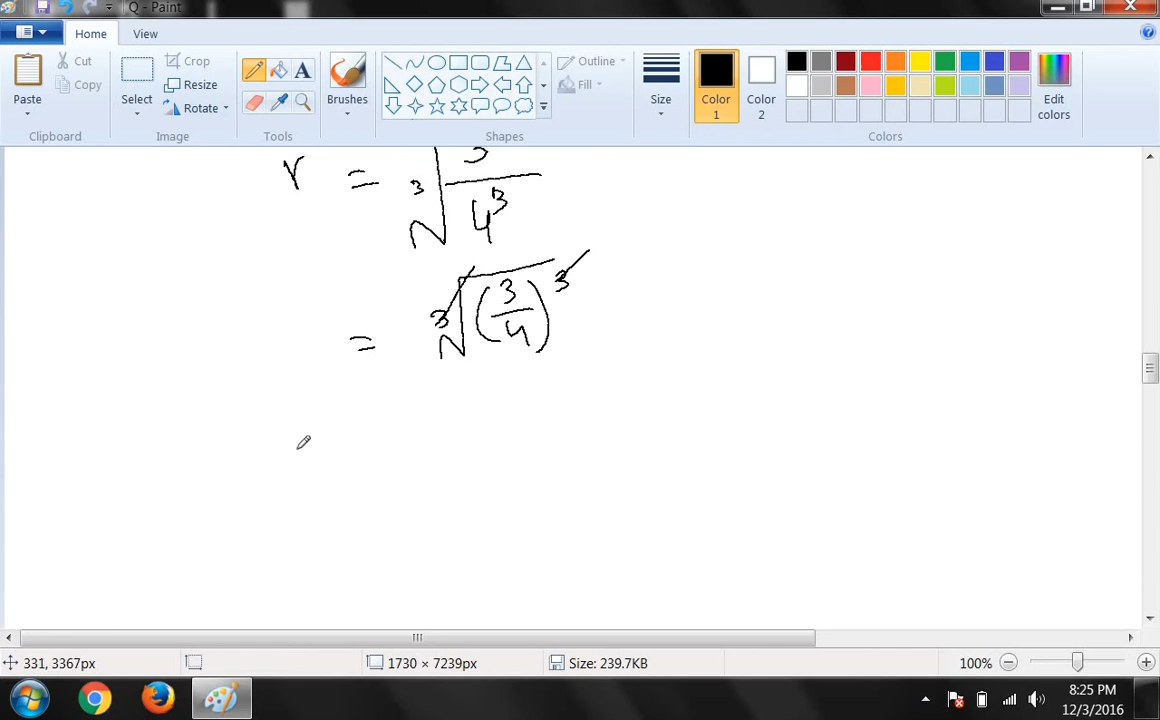 Q - Paint
Home View
Paste
Cut
Copy
Clipboard
Select
Crop
Resize
Rotate
Image
A
Tools
Brushes
Shapes
Outline
Fill
Size
Color 1
Color 2
Edit colors
Colors
r = ∛(3/4³)
= ∛(3/4)³
331, 3367px
1730 × 7239px
Size: 239.7KB
100%
8:25 PM
12/3/2016